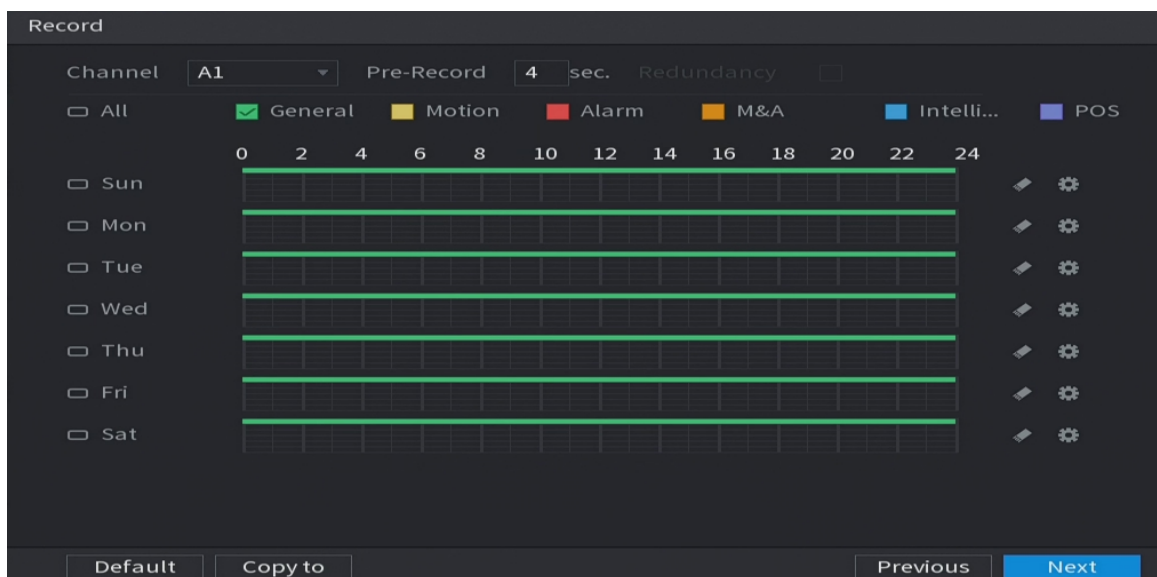 Record
Channel A1 Pre-Record 4 sec. Redundancy
All General Motion Alarm M&A Intelli... POS
0 2 4 6 8 10 12 14 16 18 20 22 24
Sun
Mon
Tue
Wed
Thu
Fri
Sat
Default Copy to Previous Next